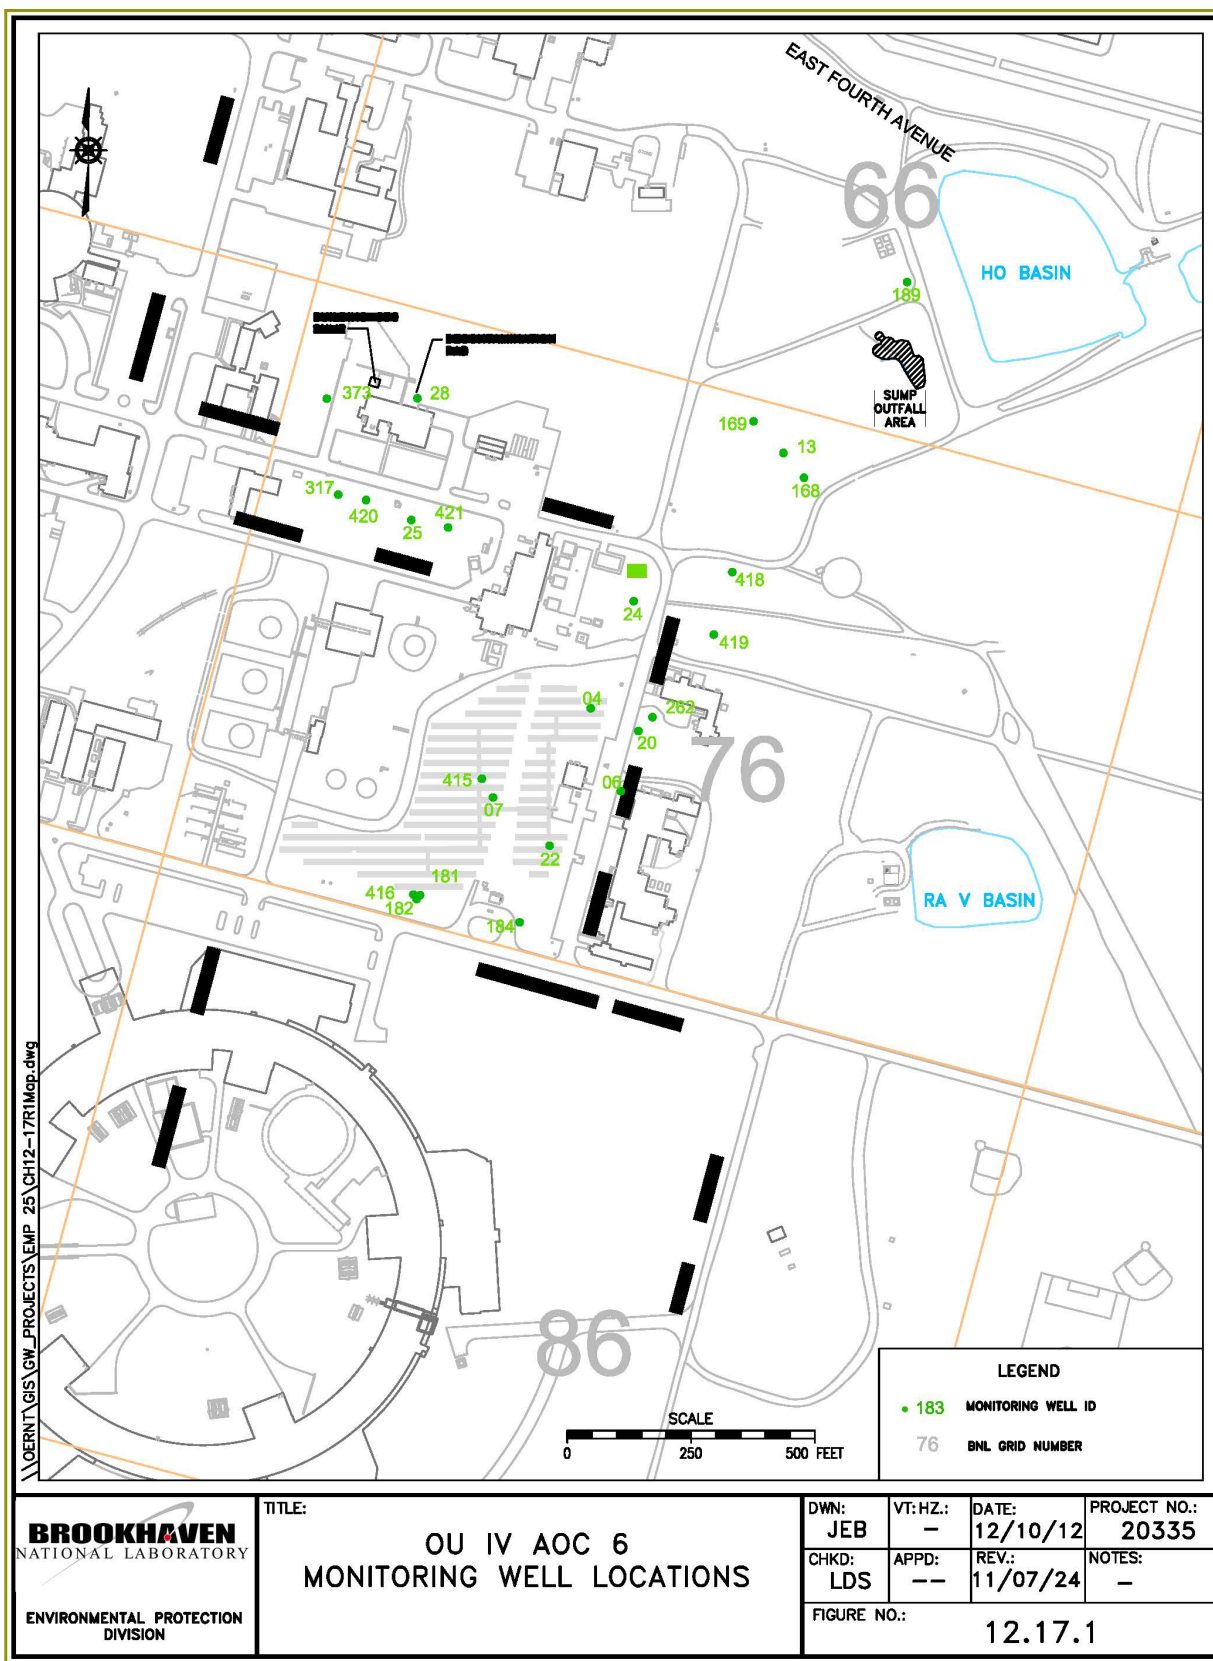 EAST FOURTH AVENUE
66
HO BASIN
189
SUMP
OUTFALL
AREA
373
28
169
13
168
317
420
25
421
418
24
419
04
262
20
76
415
07
06
22
181
416
182
184
RA V BASIN
86
LEGEND
183 MONITORING WELL ID
76 BNL GRID NUMBER
SCALE
0 250 500 FEET
\\OERNT\GIS\GW_PROJECTS\EMP 25\CH12-17R1Map.dwg
BROOKHAVEN
NATIONAL LABORATORY
ENVIRONMENTAL PROTECTION
DIVISION
TITLE:
OU IV AOC 6
MONITORING WELL LOCATIONS
DWN:
JEB
VT:HZ.:
–
DATE:
12/10/12
PROJECT NO.:
20335
CHKD:
LDS
APPD:
--
REV.:
11/07/24
NOTES:
–
FIGURE NO.:
12.17.1